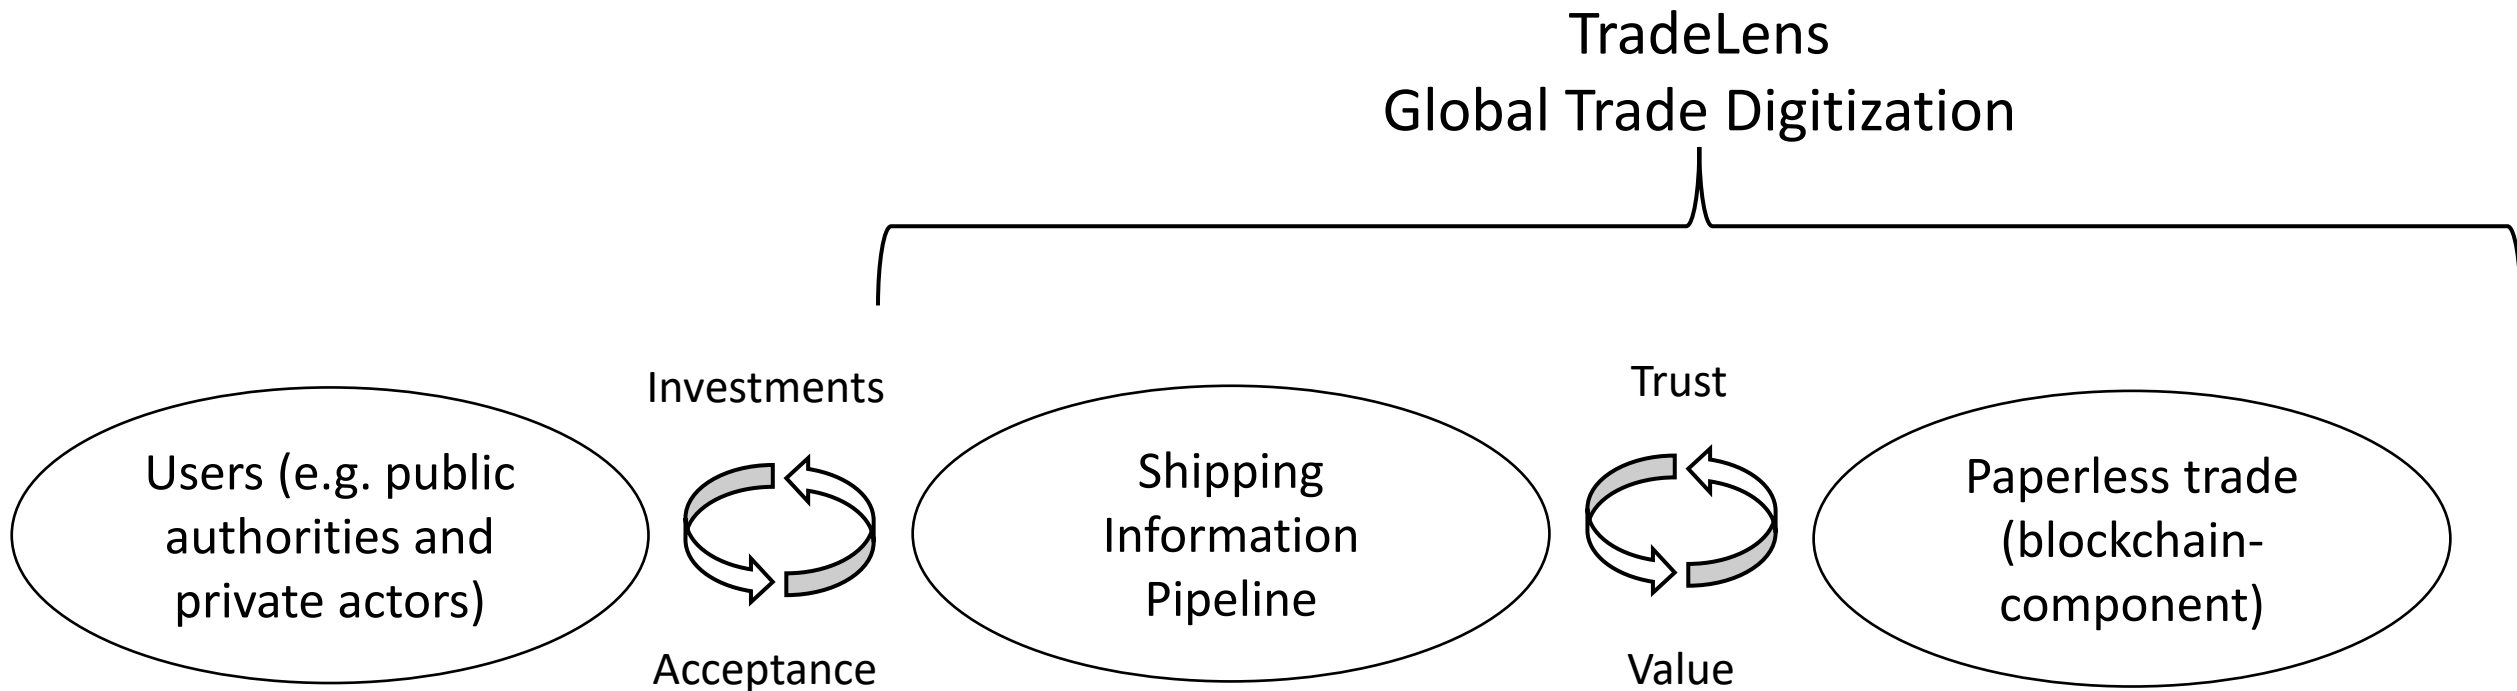 TradeLens
Global Trade Digitization
Investments
Trust
Users (e.g. public
authorities and
private actors)
Shipping
Information
Pipeline
Paperless trade
(blockchain-
component)
Acceptance
Value